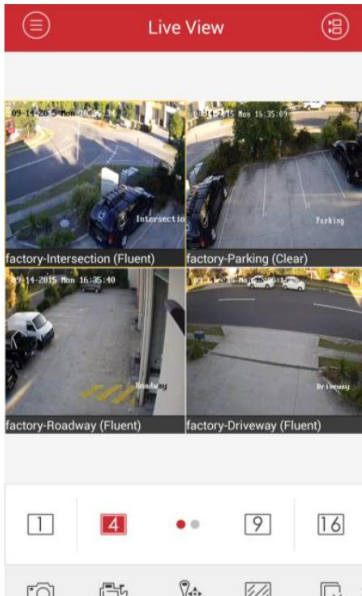 Live View
09-14-2015 Mon 16:35:09
Intersectio
Parking
factory-Intersection (Fluent)
factory-Parking (Clear)
09-14-2015 Mon 16:35:40
Roadway
Driveway
factory-Roadway (Fluent)
factory-Driveway (Fluent)
1
4
9
16